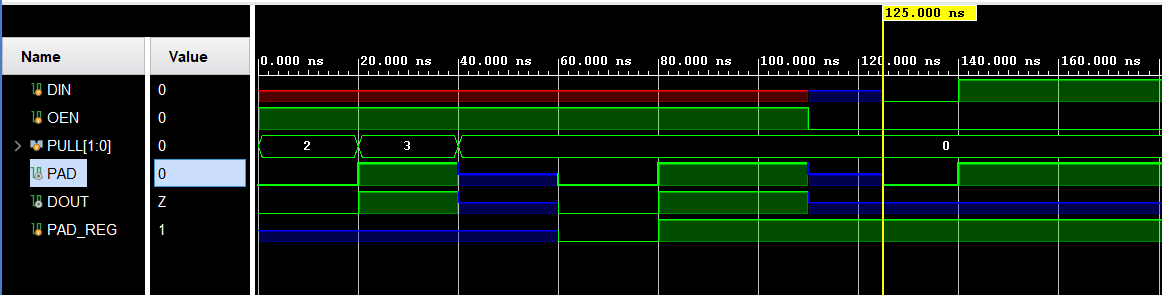 125.000 ns
Name Value
0.000 ns 20.000 ns 40.000 ns 60.000 ns 80.000 ns 100.000 ns 120.000 ns 140.000 ns 160.000 ns
DIN 0
OEN 0
PULL[1:0] 0 2 3 0
PAD 0
DOUT Z
PAD_REG 1